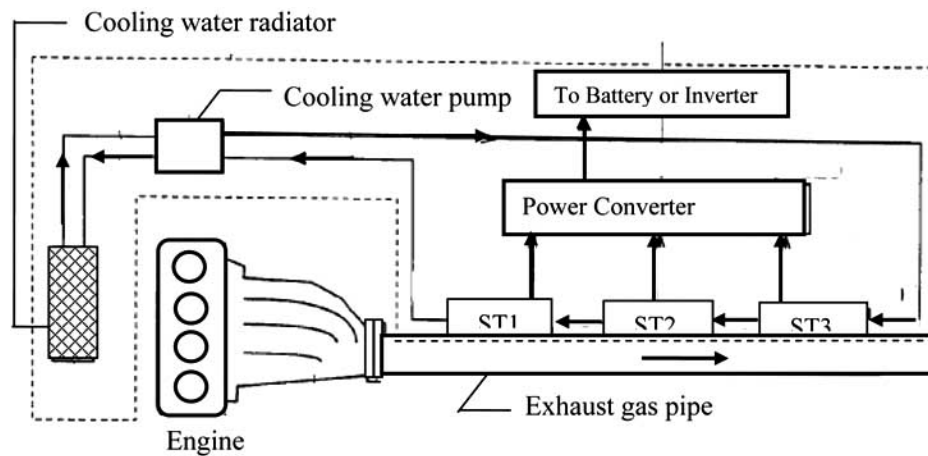 Cooling water radiator
Cooling water pump
To Battery or Inverter
Power Converter
ST1
ST2
ST3
Exhaust gas pipe
Engine